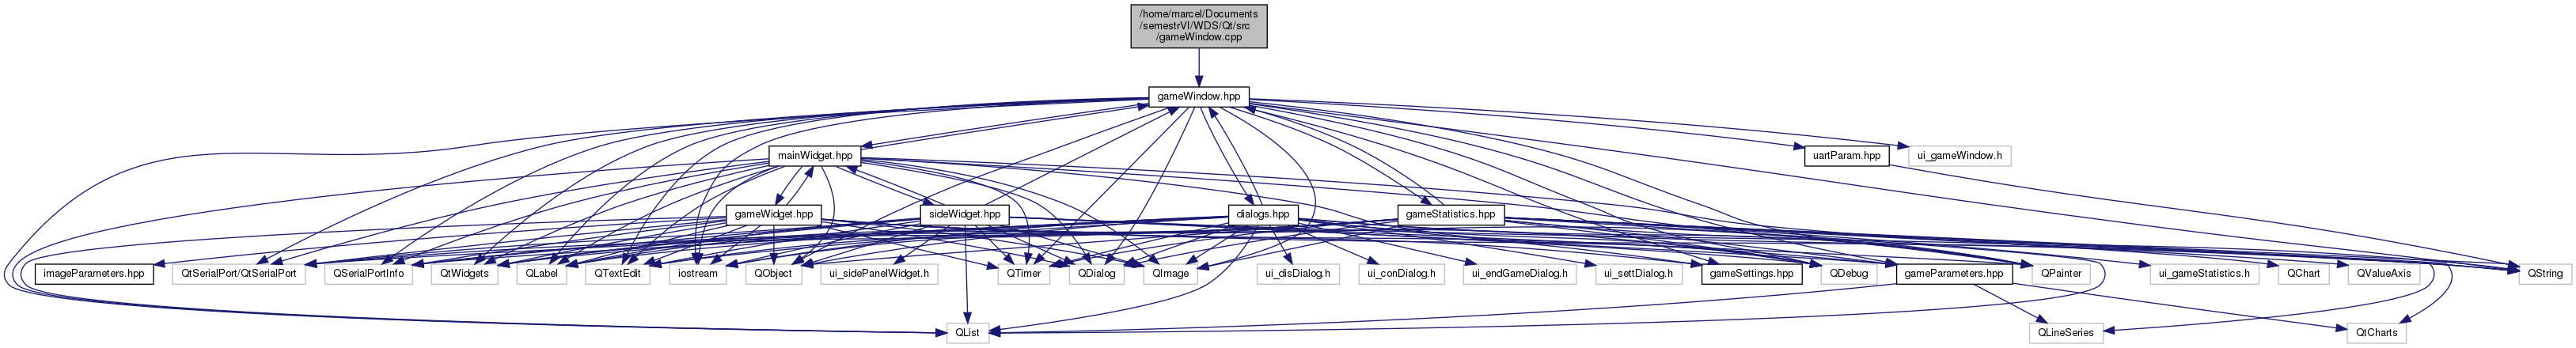 /home/marcel/Documents
/semestrVI/WDS/Qt/src
/gameWindow.cpp
gameWindow.hpp
mainWidget.hpp
uartParam.hpp
ui_gameWindow.h
gameWidget.hpp
sideWidget.hpp
dialogs.hpp
gameStatistics.hpp
imageParameters.hpp
QtSerialPort/QtSerialPort
QSerialPortInfo
QtWidgets
QLabel
QTextEdit
iostream
QObject
ui_sidePanelWidget.h
QTimer
QDialog
QImage
ui_disDialog.h
ui_conDialog.h
ui_endGameDialog.h
ui_settDialog.h
gameSettings.hpp
QDebug
gameParameters.hpp
QPainter
ui_gameStatistics.h
QChart
QValueAxis
QString
QList
QLineSeries
QtCharts